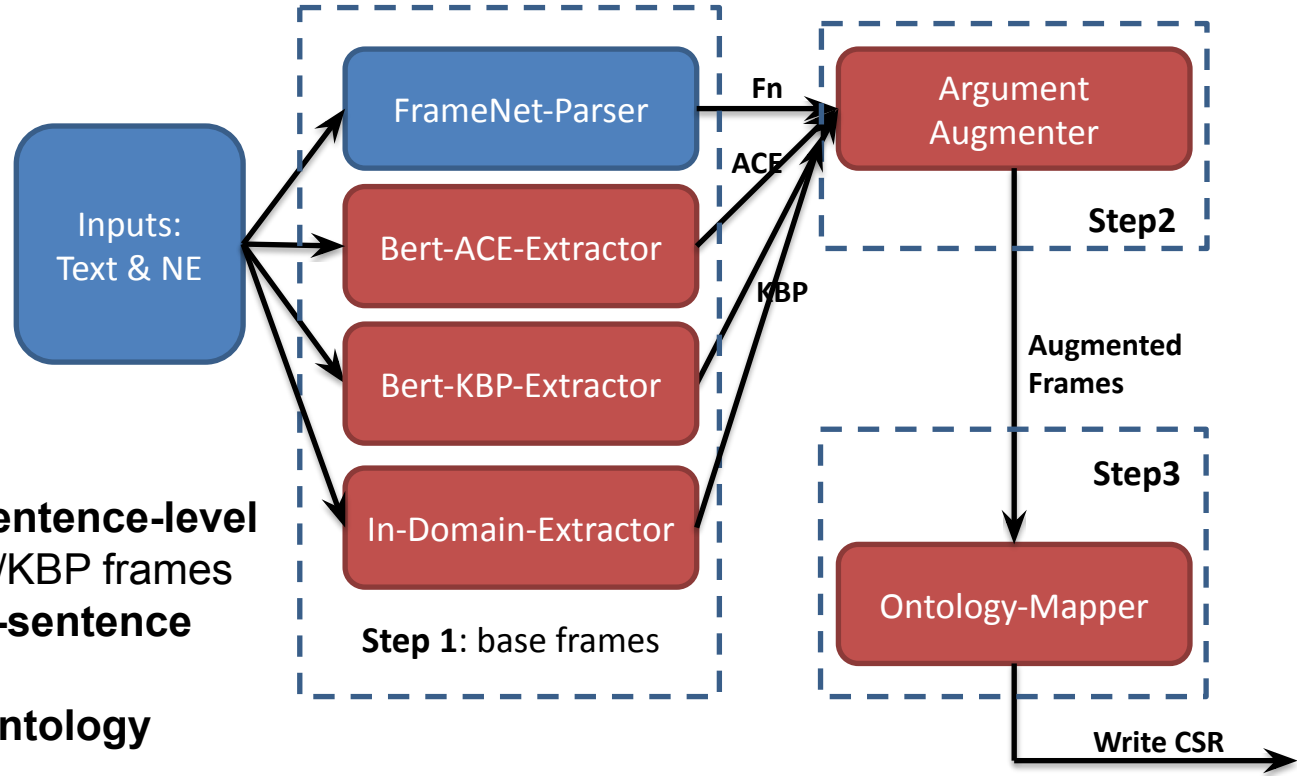 Inputs:
Text & NE
FrameNet-Parser
Bert-ACE-Extractor
Bert-KBP-Extractor
In-Domain-Extractor
Step 1: base frames
Fn
ACE
KBP
Argument
Augmenter
Step2
Augmented
Frames
Step3
Ontology-Mapper
Write CSR
entence-level
/KBP frames
-sentence
ntology